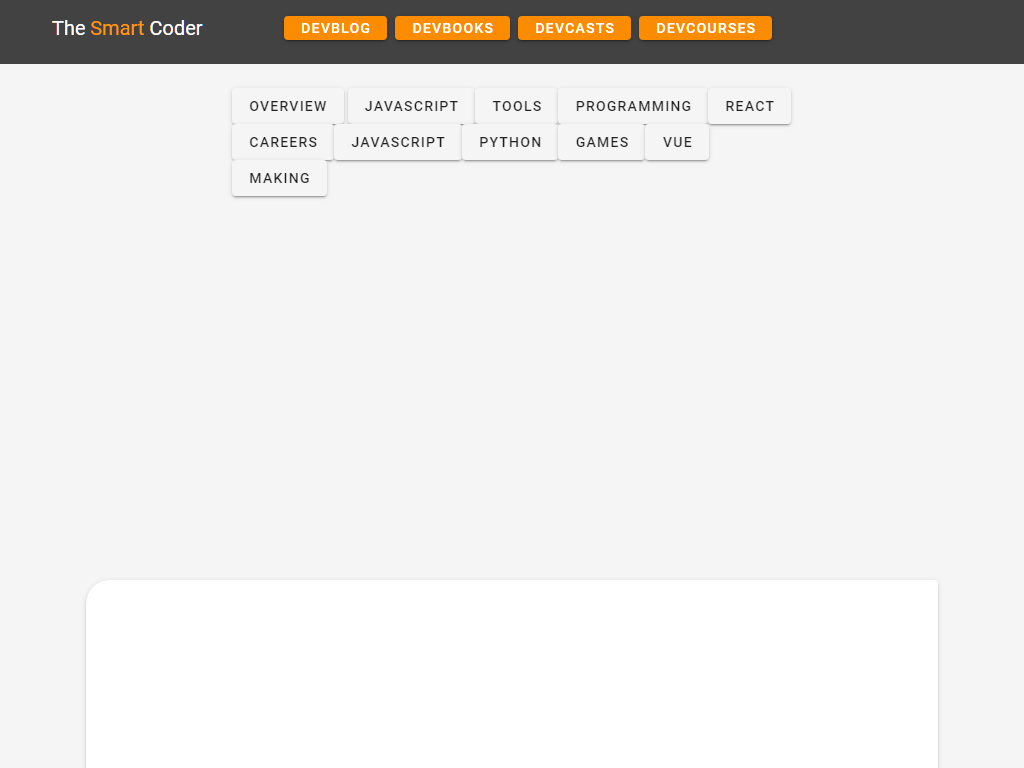 The Smart Coder DEVBLOG DEVBOOKS DEVCASTS DEVCOURSES
OVERVIEW JAVASCRIPT TOOLS PROGRAMMING REACT
CAREERS JAVASCRIPT PYTHON GAMES VUE
MAKING